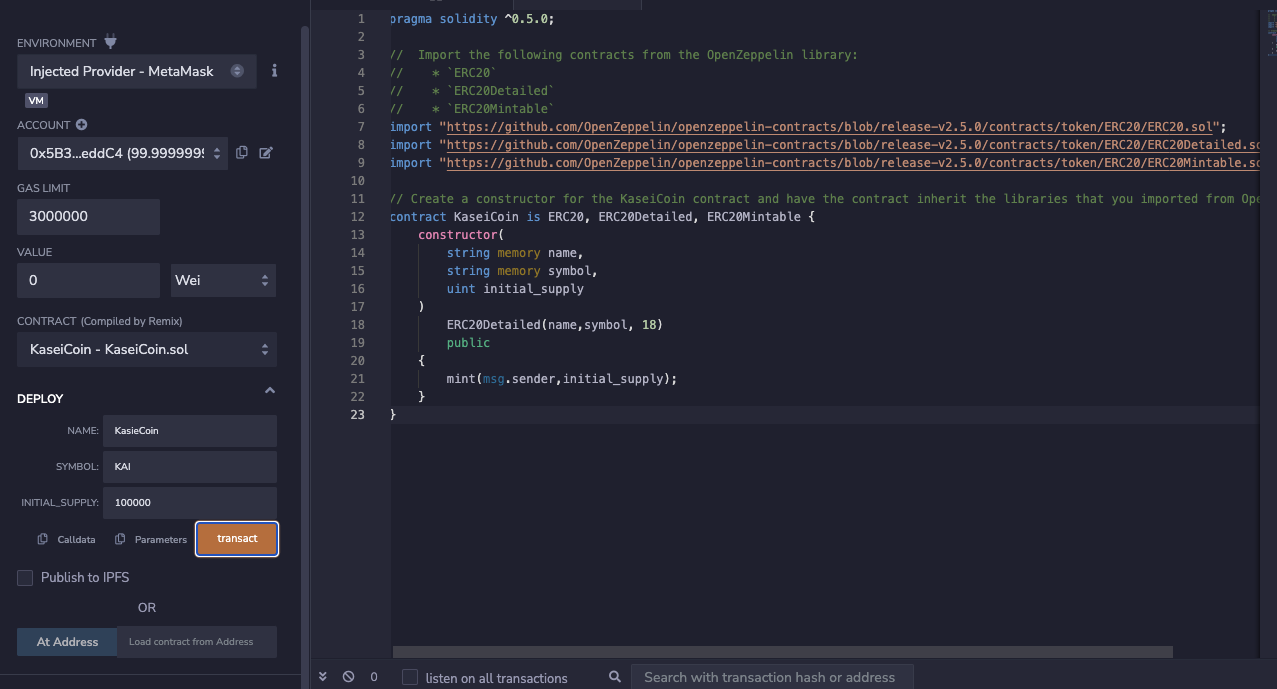 ENVIRONMENT
Injected Provider - MetaMask
VM
ACCOUNT
0x5B3...eddC4 (99.9999999
GAS LIMIT
3000000
VALUE
0 Wei
CONTRACT (Compiled by Remix)
KaseiCoin - KaseiCoin.sol
DEPLOY
NAME: KasieCoin
SYMBOL: KAI
INITIAL_SUPPLY: 100000
Calldata Parameters transact
Publish to IPFS
OR
At Address Load contract from Address
1 pragma solidity ^0.5.0;
2
3 //  Import the following contracts from the OpenZeppelin library:
4 //    * `ERC20`
5 //    * `ERC20Detailed`
6 //    * `ERC20Mintable`
7 import "https://github.com/OpenZeppelin/openzeppelin-contracts/blob/release-v2.5.0/contracts/token/ERC20/ERC20.sol";
8 import "https://github.com/OpenZeppelin/openzeppelin-contracts/blob/release-v2.5.0/contracts/token/ERC20/ERC20Detailed.so
9 import "https://github.com/OpenZeppelin/openzeppelin-contracts/blob/release-v2.5.0/contracts/token/ERC20/ERC20Mintable.so
10
11 // Create a constructor for the KaseiCoin contract and have the contract inherit the libraries that you imported from Ope
12 contract KaseiCoin is ERC20, ERC20Detailed, ERC20Mintable {
13     constructor(
14         string memory name,
15         string memory symbol,
16         uint initial_supply
17     )
18         ERC20Detailed(name,symbol, 18)
19         public
20     {
21         mint(msg.sender,initial_supply);
22     }
23 }
0 listen on all transactions Search with transaction hash or address